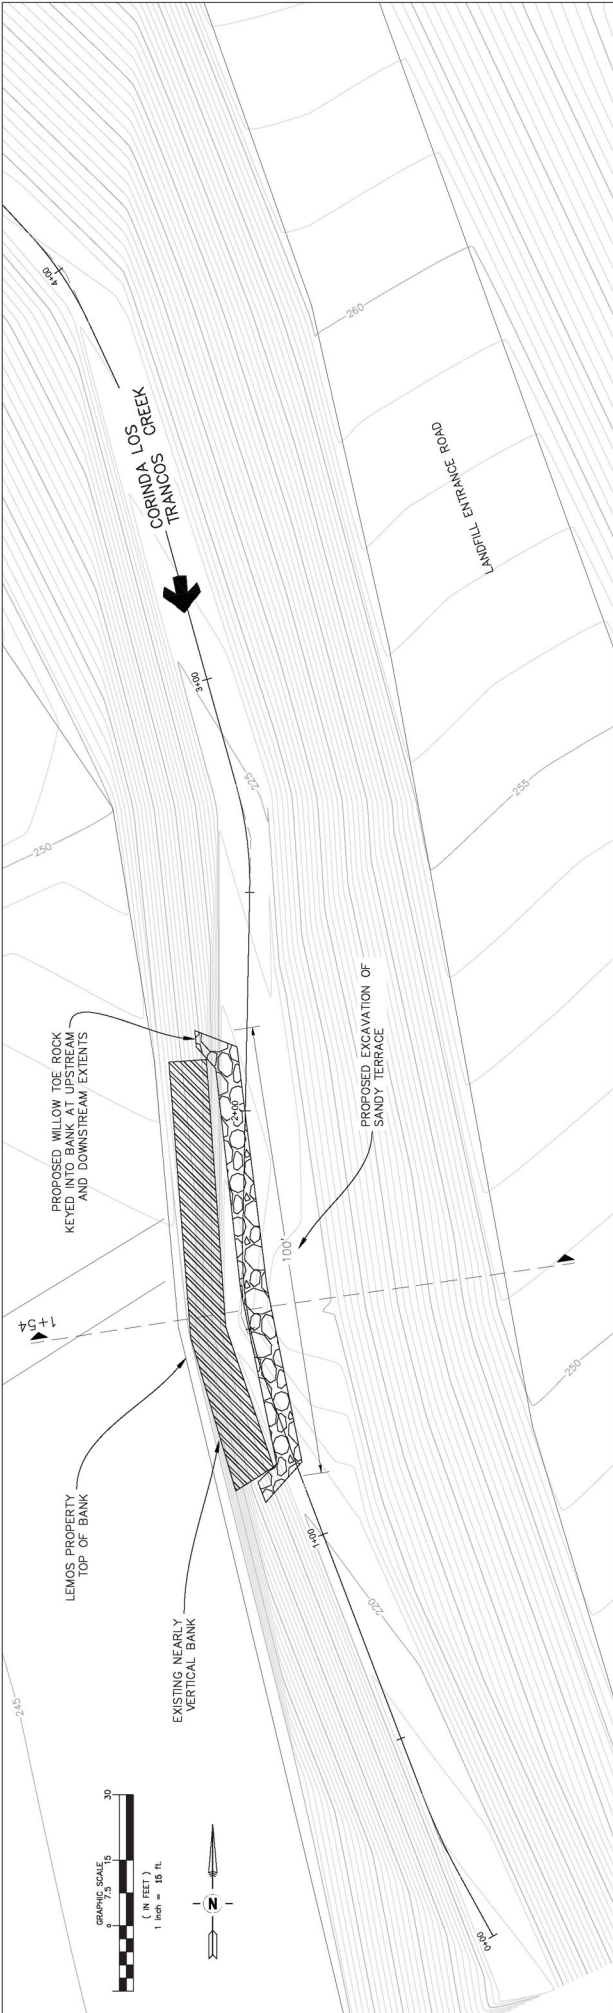 4+00
CORINDA LOS
TRANCOS CREEK
260
LANDFILL ENTRANCE ROAD
3+00
225
255
250
PROPOSED WILLOW TOE ROCK
KEYED INTO BANK AT UPSTREAM
AND DOWNSTREAM EXTENTS
PROPOSED EXCAVATION OF
SANDY TERRACE
2+00
100'
1+54
250
LEMOS PROPERTY
TOP OF BANK
EXISTING NEARLY
VERTICAL BANK
1+00
220
245
GRAPHIC SCALE
0 7.5 15 30
( IN FEET )
1 inch = 15 ft.
N
0+00